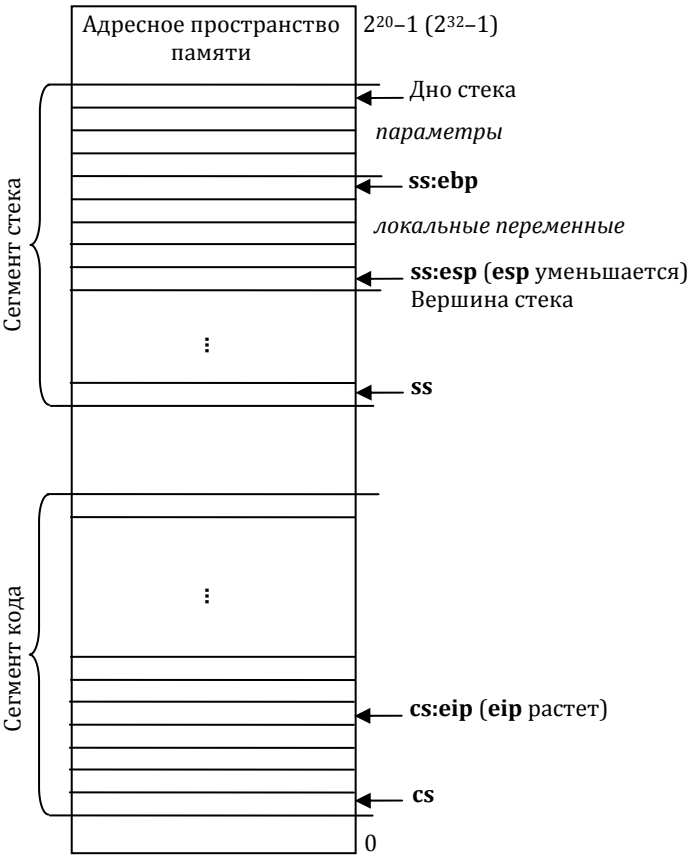 Адресное пространство
памяти
2²⁰–1 (2³²–1)
Дно стека
параметры
ss:ebp
локальные переменные
ss:esp (esp уменьшается)
Вершина стека
...
ss
Сегмент стека
...
cs:eip (eip растет)
cs
Сегмент кода
0